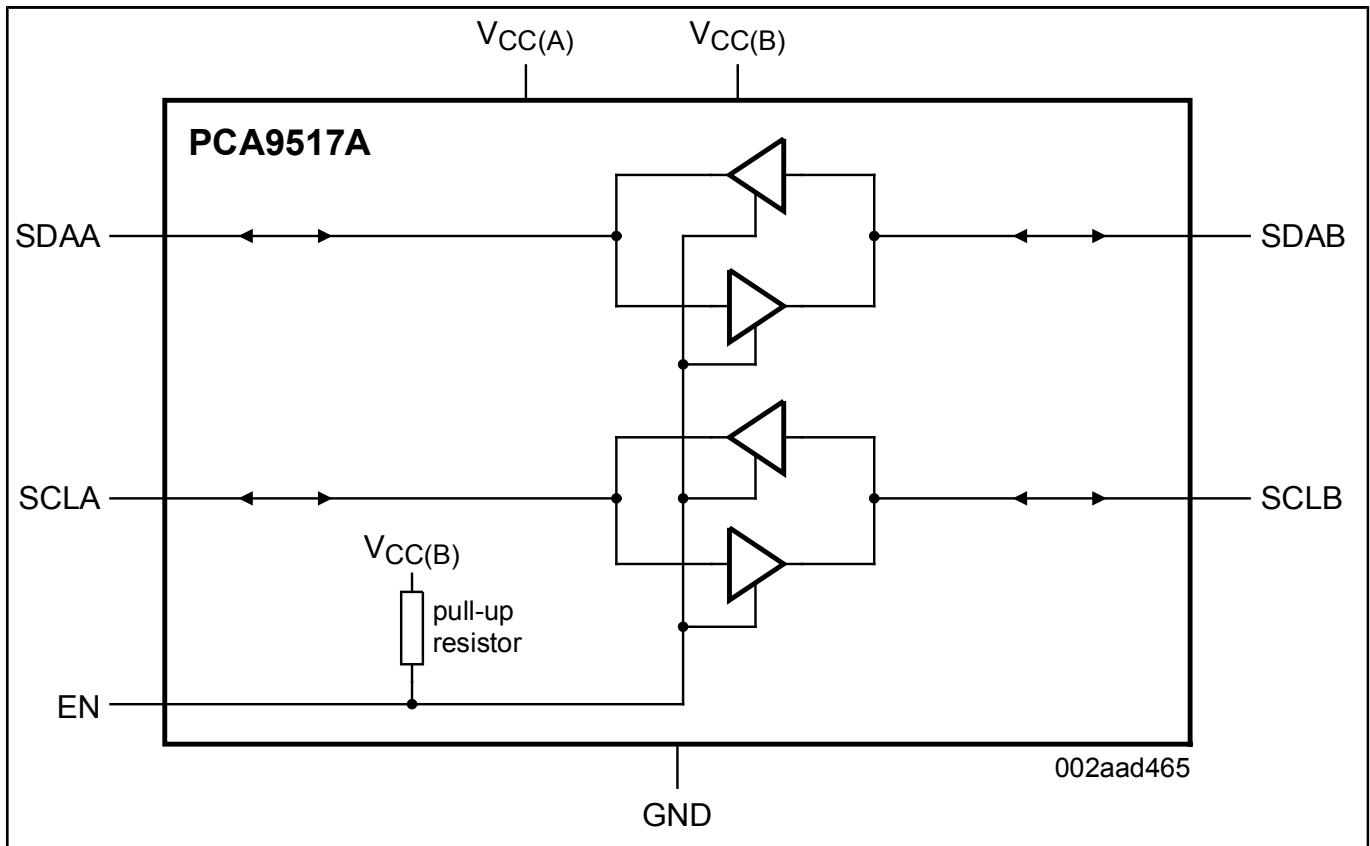 VCC(A) VCC(B)
PCA9517A
SDAA SDAB
SCLA SCLB
VCC(B)
pull-up
resistor
EN
002aad465
GND